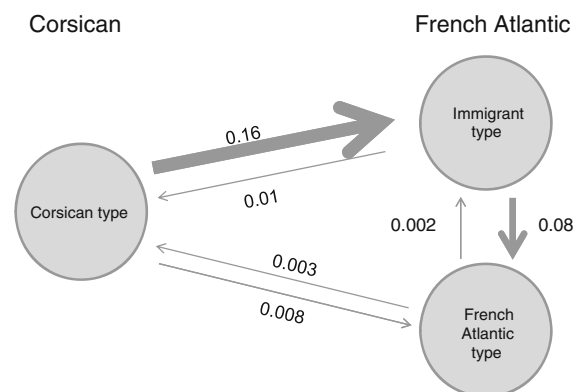 Corsican
French Atlantic
Immigrant
type
0.16
Corsican type
0.01
0.002
0.08
0.003
0.008
French
Atlantic
type